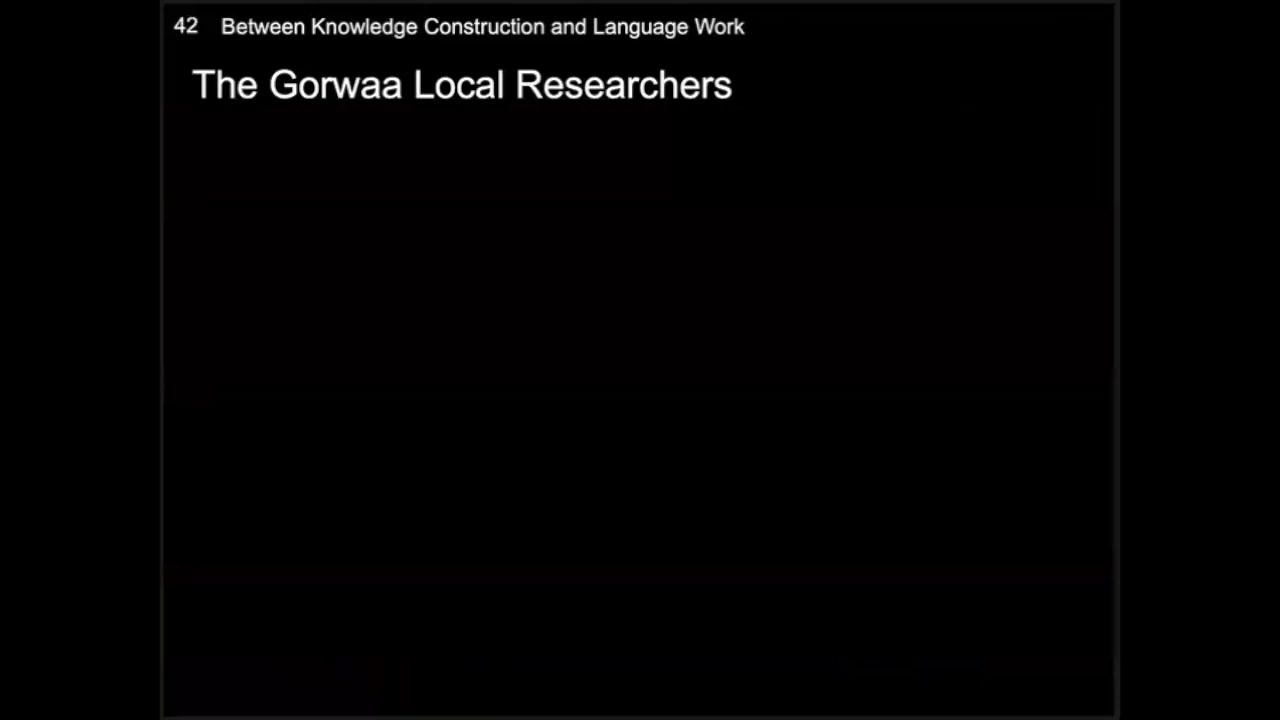 42 Between Knowledge Construction and Language Work
The Gorwaa Local Researchers